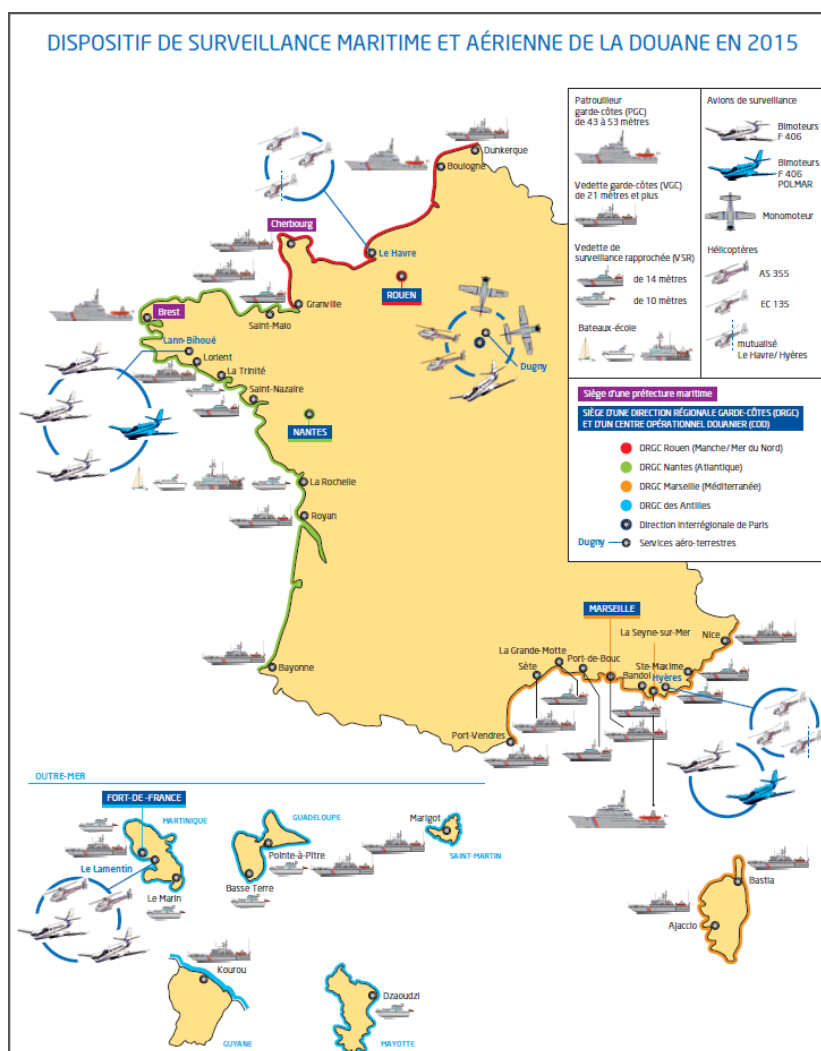 DISPOSITIF DE SURVEILLANCE MARITIME ET AÉRIENNE DE LA DOUANE EN 2015
Patrouilleur
garde-côtes (PGC)
de 43 à 53 mètres
Vedette garde-côtes (VGC)
de 21 mètres et plus
Vedette de
surveillance rapprochée (VSR)
de 14 mètres
de 10 mètres
Bateaux-école
Avions de surveillance
Bimoteurs
F 406
Bimoteurs
F 406
POLMAR
Monomoteur
Hélicoptères
AS 355
EC 135
mutualisé
Le Havre/ Hyères
Siège d'une préfecture maritime
SIÈGE D'UNE DIRECTION RÉGIONALE GARDE-CÔTES (DRGC)
ET D'UN CENTRE OPÉRATIONNEL DOUANIER (COD)
DRGC Rouen (Manche/Mer du Nord)
DRGC Nantes (Atlantique)
DRGC Marseille (Méditerranée)
DRGC des Antilles
Direction interrégionale de Paris
Dugny
Services aéro-terrestres
Dunkerque
Boulogne
Cherbourg
Le Havre
ROUEN
Granville
Saint-Malo
Brest
Lann-Bihoué
Lorient
La Trinité
Saint-Nazaire
Dugny
NANTES
La Rochelle
Royan
Bayonne
MARSEILLE
La Seyne-sur-Mer
Nice
La Grande-Motte
Port-de-Bouc
Ste-Maxime
Sète
Bandol
Hyères
Port-Vendres
OUTRE-MER
FORT-DE-FRANCE
MARTINIQUE
Le Lamentin
Le Marin
GUADELOUPE
Pointe-à-Pitre
Basse Terre
Marigot
SAINT-MARTIN
Bastia
Ajaccio
Kourou
GUYANE
Dzaoudzi
MAYOTTE